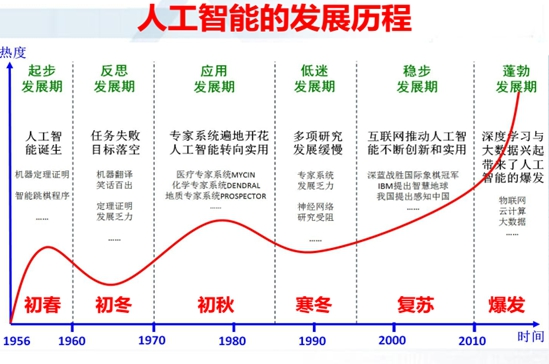 人工智能的发展历程
热度
起步
发展期
反思
发展期
应用
发展期
低迷
发展期
稳步
发展期
蓬勃
发展期
人工智
能诞生
任务失败
目标落空
专家系统遍地开花
人工智能转向实用
多项研究
发展缓慢
互联网推动人工智
能不断创新和实用
深度学习与
大数据兴起
带来了人工
智能的爆发
机器定理证明
智能跳棋程序
……
机器翻译
笑话百出
定理证明
发展乏力
……
医疗专家系统MYCIN
化学专家系统DENDRAL
地质专家系统PROSPECTOR
……
专家系统
发展乏力
神经网络
研究受阻
……
深蓝战胜国际象棋冠军
IBM提出智慧地球
我国提出感知中国
……
物联网
云计算
大数据
……
初春
初冬
初秋
寒冬
复苏
爆发
1956
1960
1970
1980
1990
2000
2010
时间